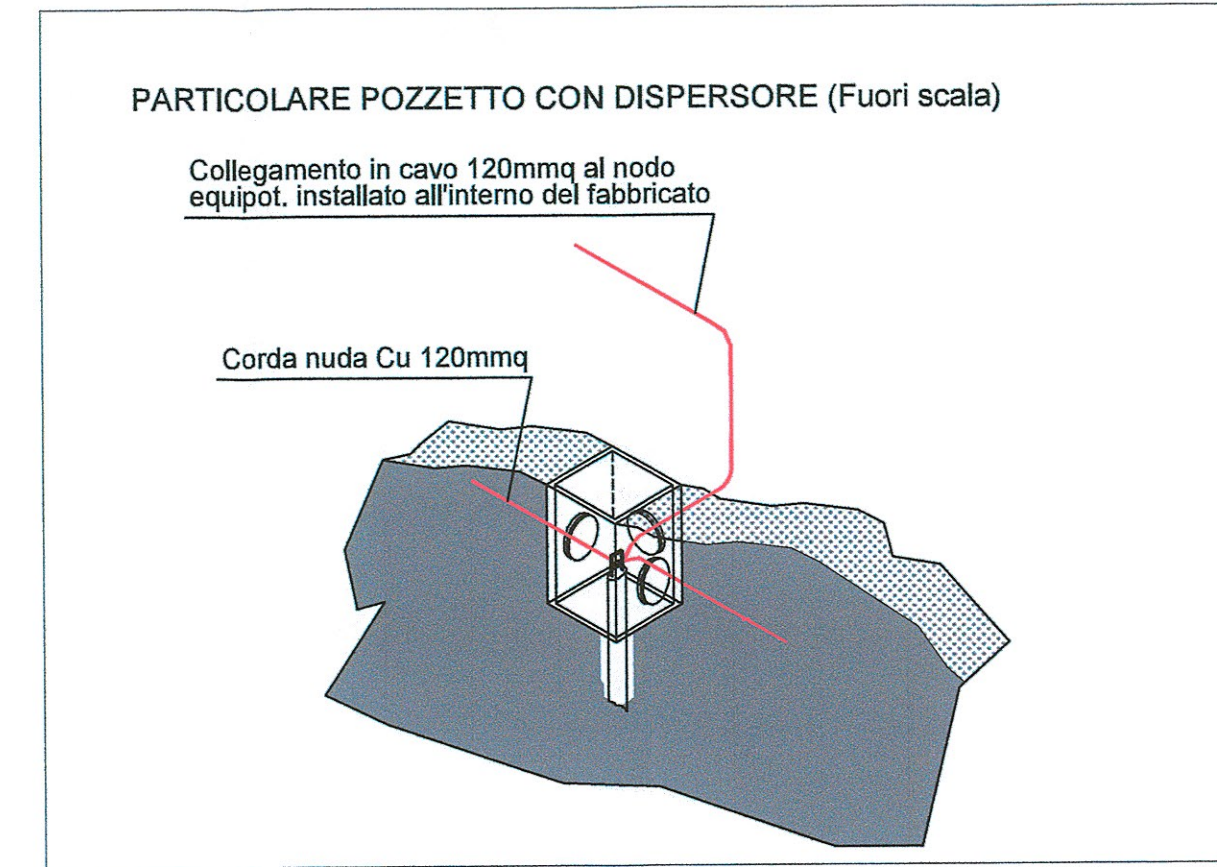 PARTICOLARE POZZETTO CON DISPERSORE (Fuori scala)
Collegamento in cavo 120mmq al nodo
equipot. installato all'interno del fabbricato
Corda nuda Cu 120mmq